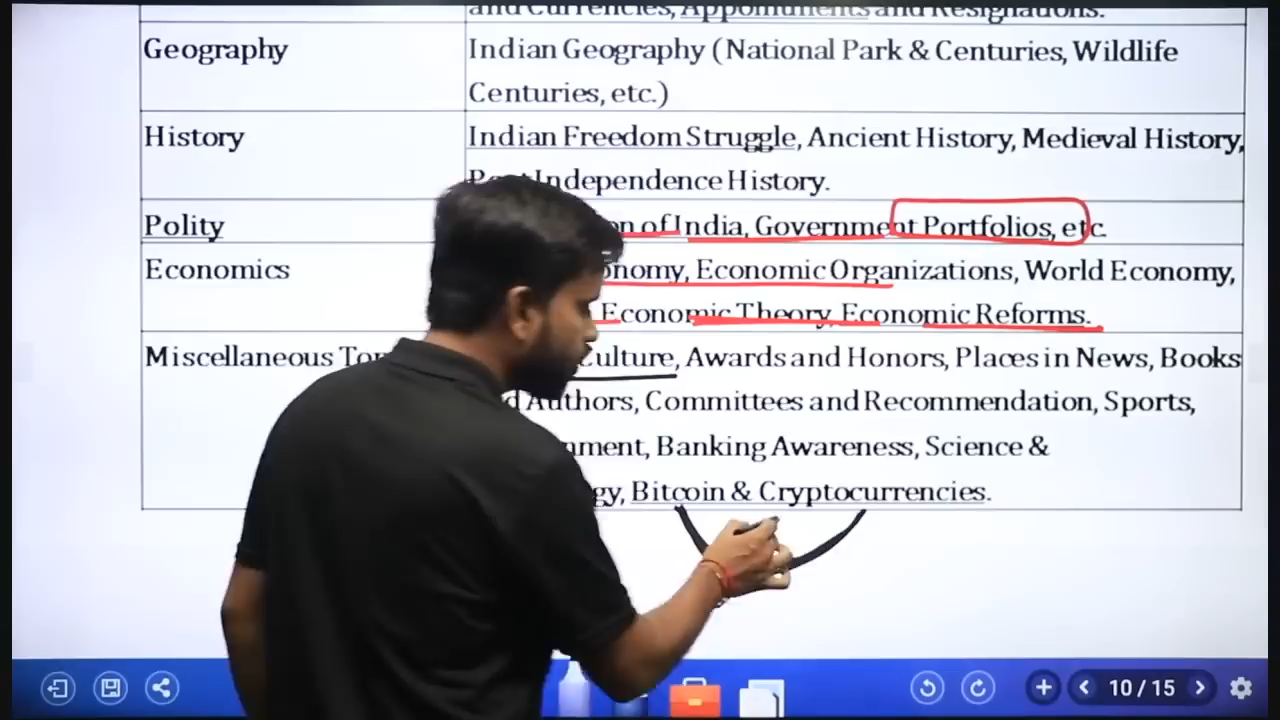 and Currencies, Appointments and Resignations.
Geography
Indian Geography (National Park & Centuries, Wildlife
Centuries, etc.)
History
Indian Freedom Struggle, Ancient History, Medieval History,
Independence History.
Polity
of India, Government Portfolios, etc.
Economics
Economic Organizations, World Economy,
Economic Theory, Economic Reforms.
Miscellaneous
Culture, Awards and Honors, Places in News, Books
Authors, Committees and Recommendation, Sports,
Banking Awareness, Science &
Bitcoin & Cryptocurrencies.
10 / 15